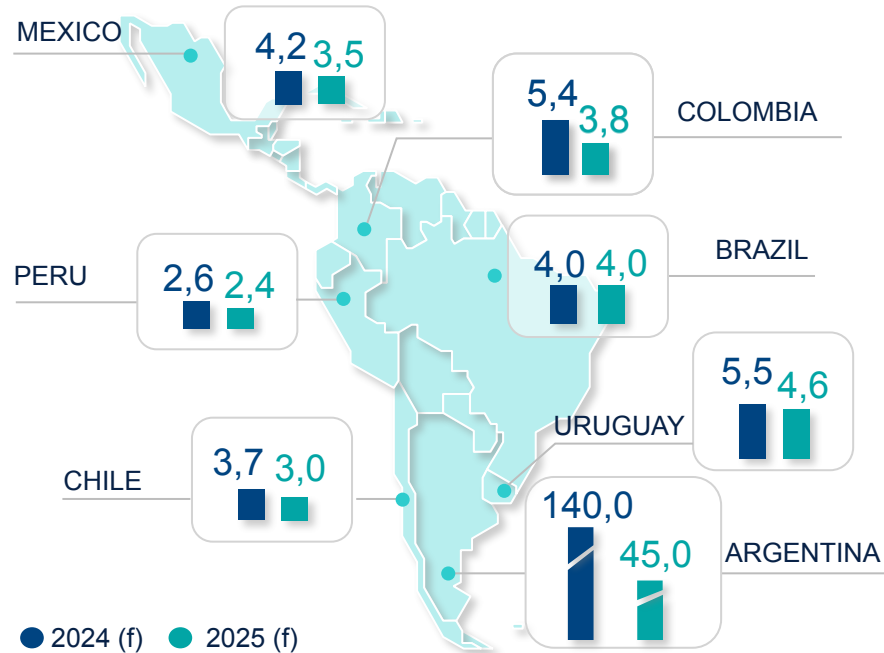 MEXICO
4,2 3,5
5,4 3,8
COLOMBIA
PERU
2,6 2,4
4,0 4,0
BRAZIL
5,5 4,6
URUGUAY
CHILE
3,7 3,0
140,0 45,0
ARGENTINA
2024 (f) 2025 (f)